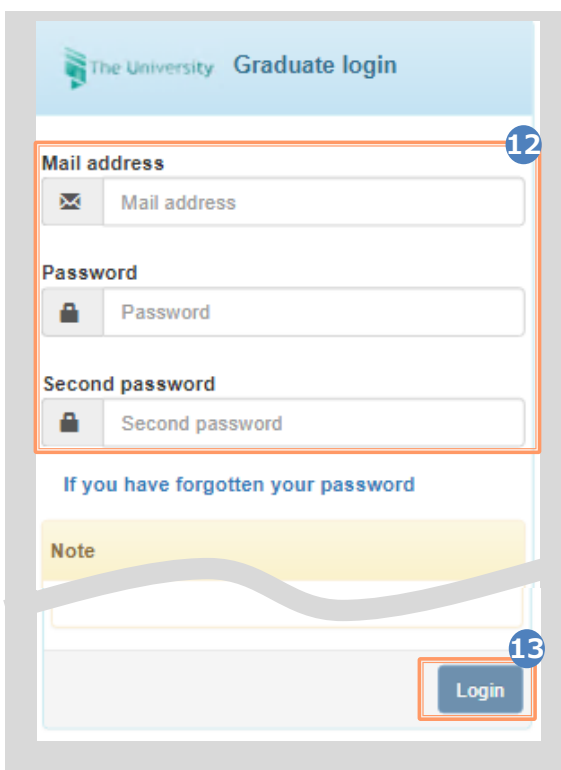 The University Graduate login
12
Mail address
Mail address
Password
Password
Second password
Second password
If you have forgotten your password
Note
13
Login